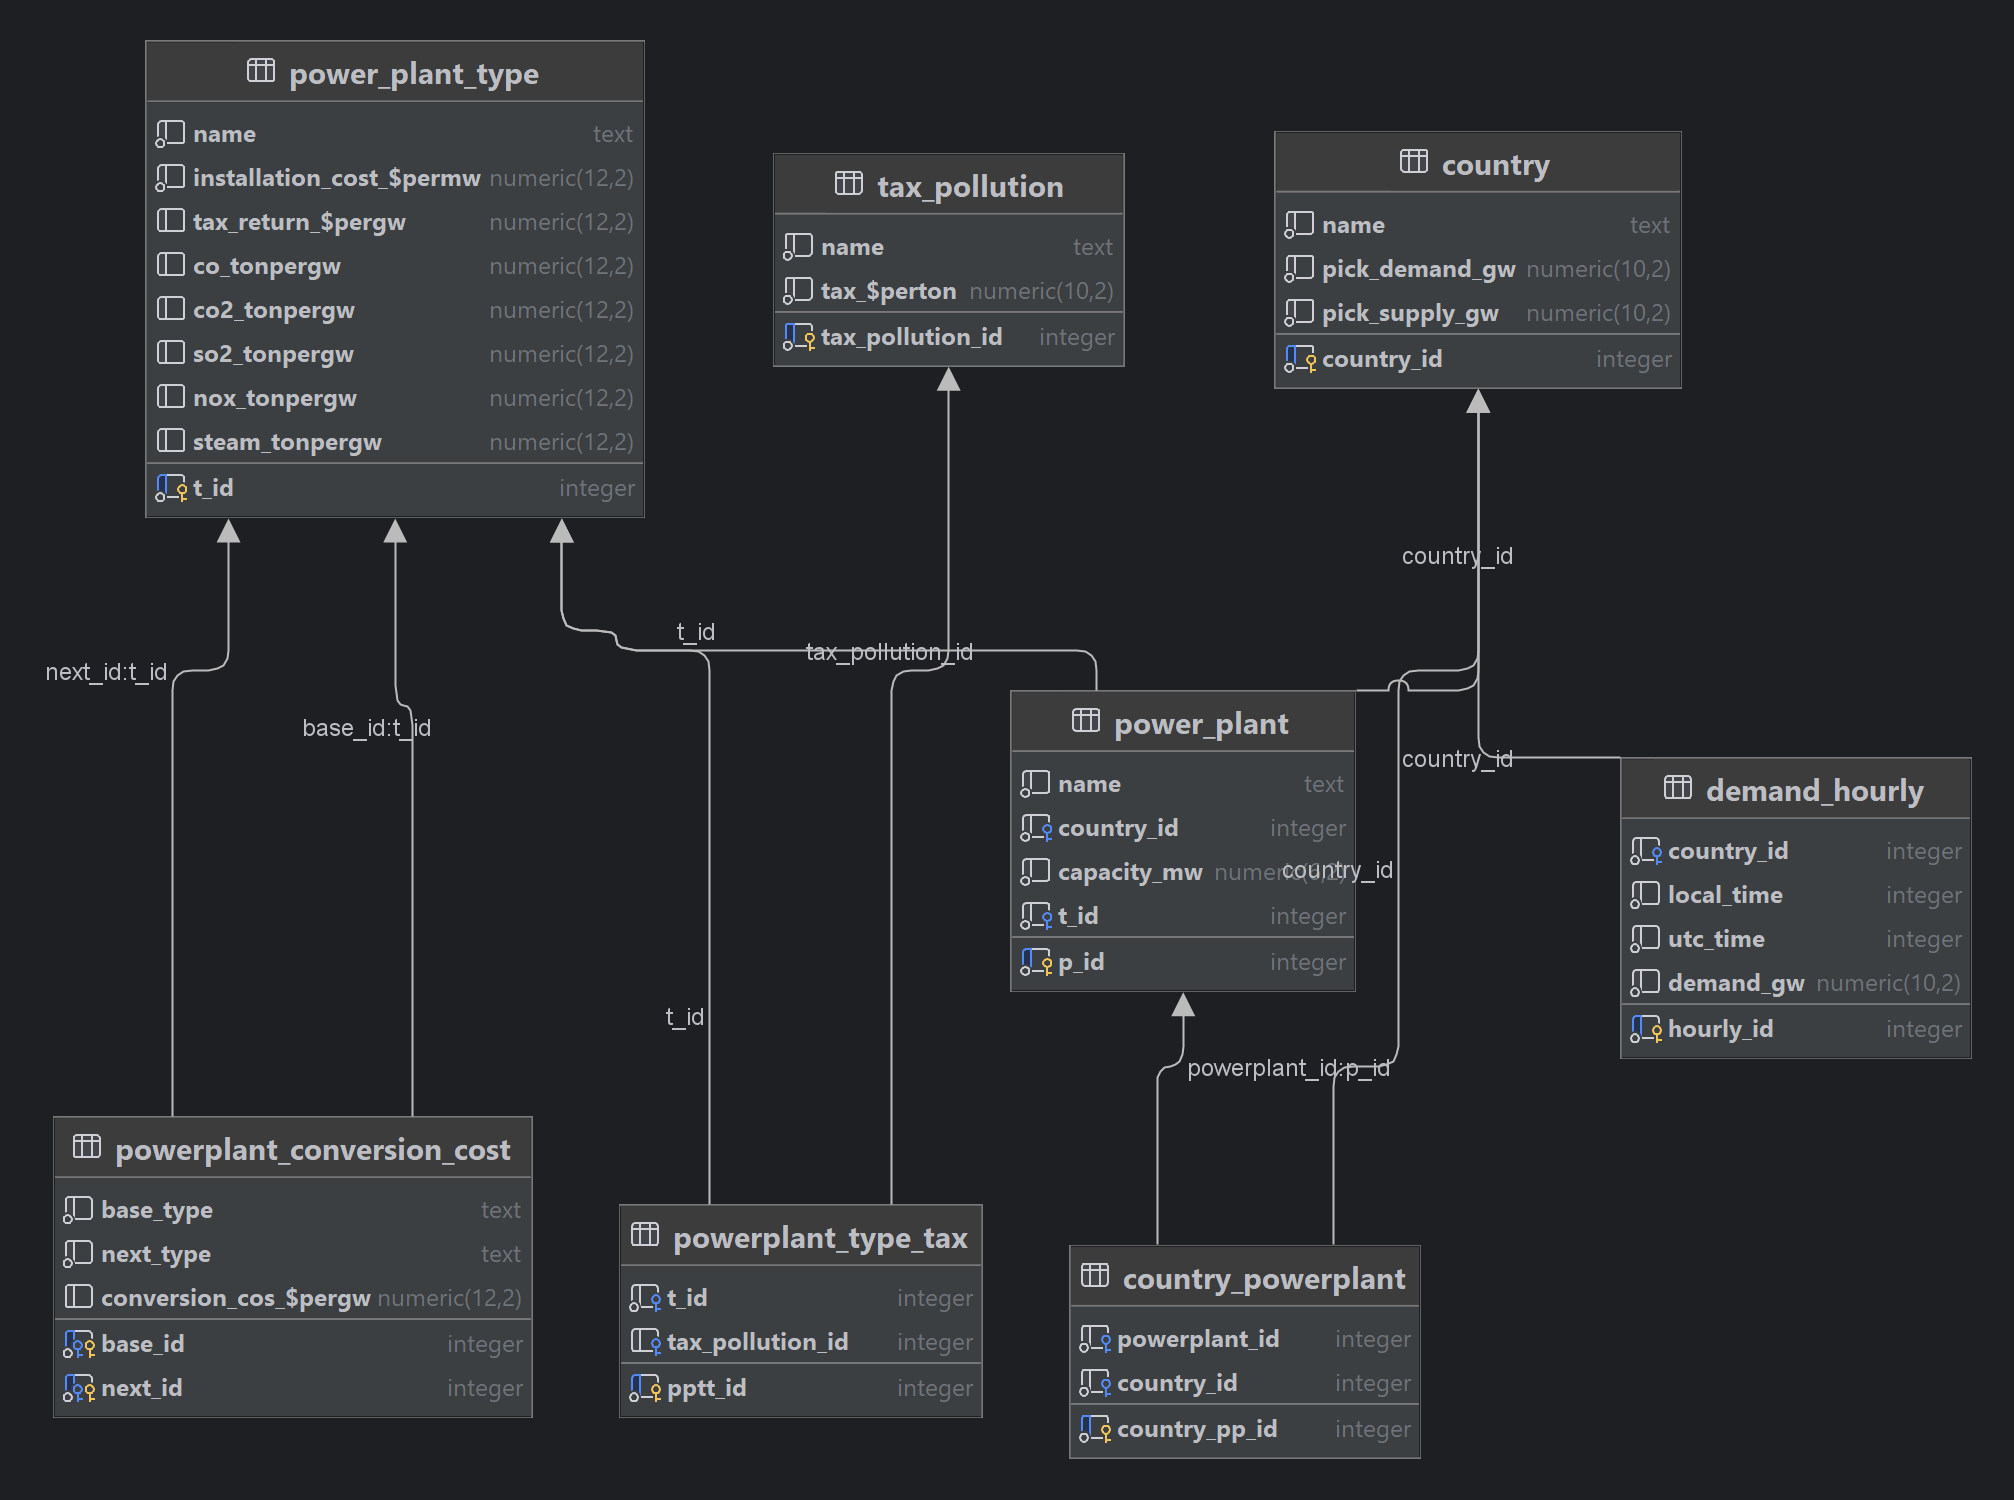 power_plant_type
name text
installation_cost_$permw numeric(12,2)
tax_return_$pergw numeric(12,2)
co_tonpergw numeric(12,2)
co2_tonpergw numeric(12,2)
so2_tonpergw numeric(12,2)
nox_tonpergw numeric(12,2)
steam_tonpergw numeric(12,2)
t_id integer
tax_pollution
name text
tax_$perton numeric(10,2)
tax_pollution_id integer
country
name text
pick_demand_gw numeric(10,2)
pick_supply_gw numeric(10,2)
country_id integer
country_id
t_id
tax_pollution_id
next_id:t_id
base_id:t_id
country_id
power_plant
name text
country_id integer
capacity_mw
country_id
t_id integer
p_id integer
demand_hourly
country_id integer
local_time integer
utc_time integer
demand_gw numeric(10,2)
hourly_id integer
t_id
powerplant_id:p_id
powerplant_conversion_cost
base_type text
next_type text
conversion_cos_$pergw numeric(12,2)
base_id integer
next_id integer
powerplant_type_tax
t_id integer
tax_pollution_id integer
pptt_id integer
country_powerplant
powerplant_id integer
country_id integer
country_pp_id integer